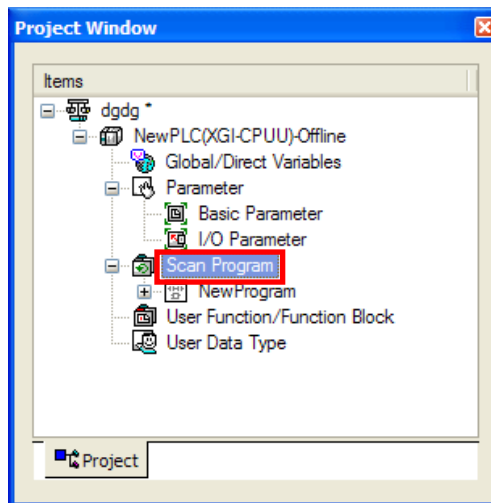 Project Window
Items
dgdg *
NewPLC(XGI-CPUU)-Offline
Global/Direct Variables
Parameter
Basic Parameter
I/O Parameter
Scan Program
NewProgram
User Function/Function Block
User Data Type
Project